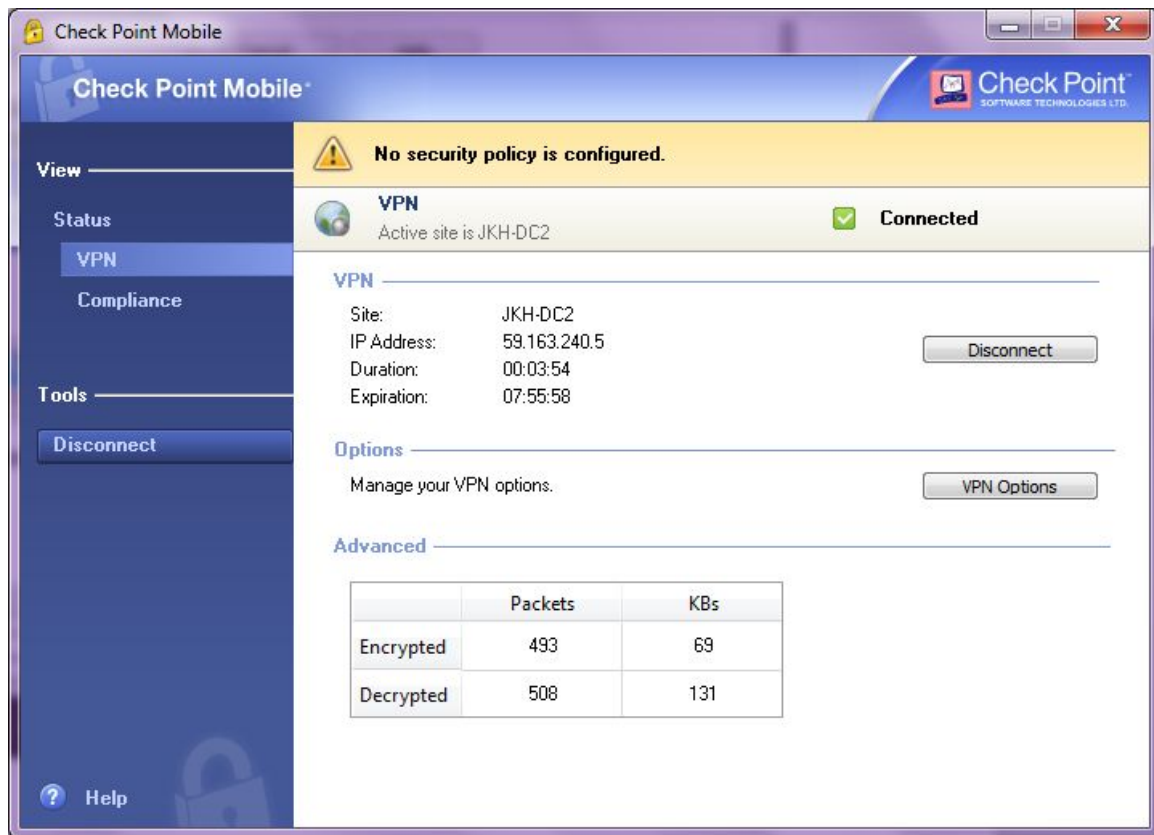 Check Point Mobile
Check Point Mobile
Check Point
SOFTWARE TECHNOLOGIES LTD.
View
Status
VPN
Compliance
Tools
Disconnect
Help
No security policy is configured.
VPN
Active site is JKH-DC2
Connected
VPN
Site: JKH-DC2
IP Address: 59.163.240.5
Duration: 00:03:54
Expiration: 07:55:58
Disconnect
Options
Manage your VPN options.
VPN Options
Advanced
Packets KBs
Encrypted 493 69
Decrypted 508 131